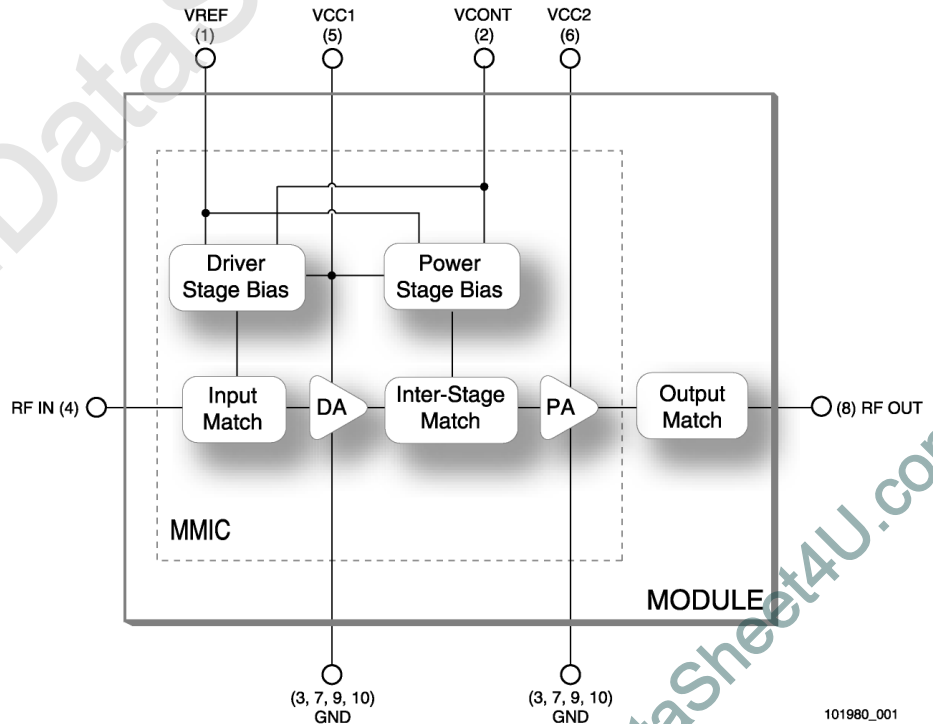 VREF
(1)
VCC1
(5)
VCONT
(2)
VCC2
(6)
Driver
Stage Bias
Power
Stage Bias
RF IN (4)
Input
Match
DA
Inter-Stage
Match
PA
Output
Match
(8) RF OUT
MMIC
MODULE
(3, 7, 9, 10)
GND
(3, 7, 9, 10)
GND
101980_001